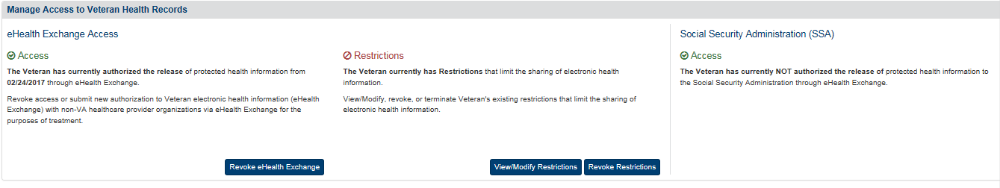 Manage Access to Veteran Health Records
eHealth Exchange Access
Access
The Veteran has currently authorized the release of protected health information from
02/24/2017 through eHealth Exchange.
Revoke access or submit new authorization to Veteran electronic health information (eHealth
Exchange) with non-VA healthcare provider organizations via eHealth Exchange for the
purposes of treatment.
Revoke eHealth Exchange
Restrictions
The Veteran currently has Restrictions that limit the sharing of electronic health
information.
View/Modify, revoke, or terminate Veteran's existing restrictions that limit the sharing of
electronic health information.
View/Modify Restrictions
Revoke Restrictions
Social Security Administration (SSA)
Access
The Veteran has currently NOT authorized the release of protected health information to
the Social Security Administration through eHealth Exchange.